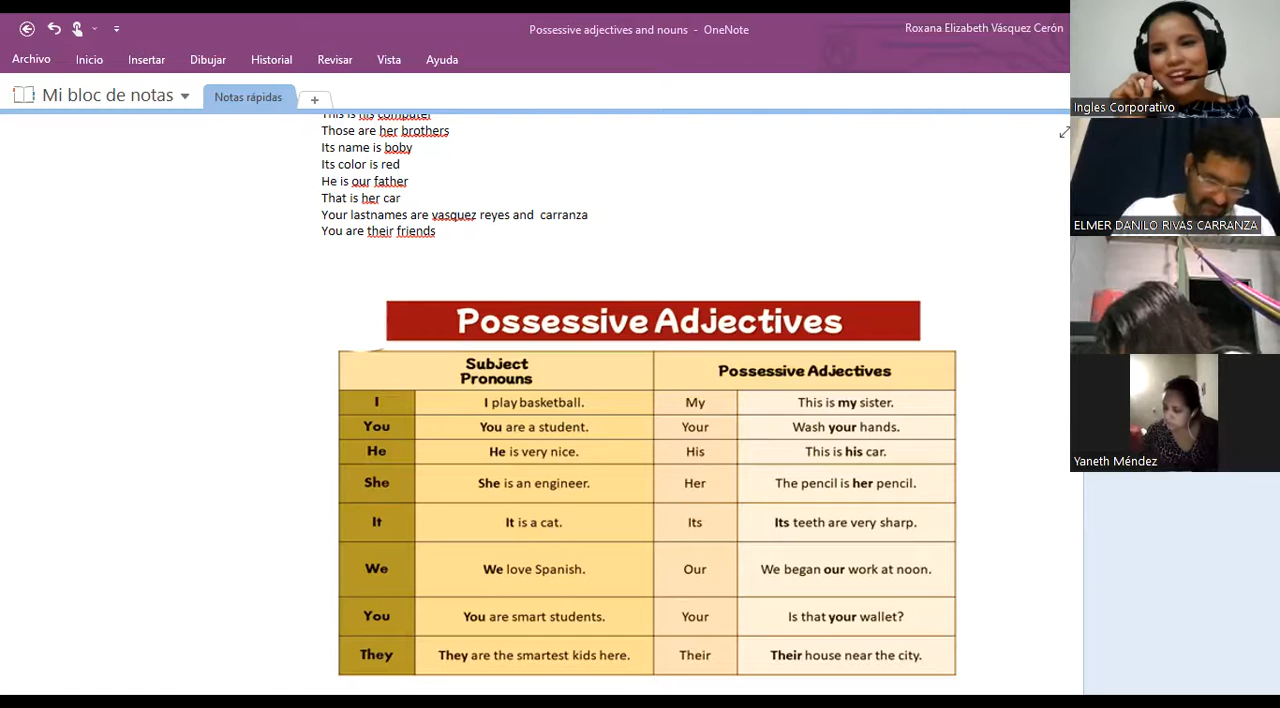 Possessive adjectives and nouns - OneNote
Roxana Elizabeth Vásquez Cerón
Archivo Inicio Insertar Dibujar Historial Revisar Vista Ayuda
Mi bloc de notas
Notas rápidas
+
This is his computer
Those are her brothers
Its name is boby
Its color is red
He is our father
That is her car
Your lastnames are vasquez reyes and carranza
You are their friends
Possessive Adjectives
Subject
Pronouns
Possessive Adjectives
I I play basketball. My This is my sister.
You You are a student. Your Wash your hands.
He He is very nice. His This is his car.
She She is an engineer. Her The pencil is her pencil.
It It is a cat. Its Its teeth are very sharp.
We We love Spanish. Our We began our work at noon.
You You are smart students. Your Is that your wallet?
They They are the smartest kids here. Their Their house near the city.
Ingles Corporativo
ELMER DANILO RIVAS CARRANZA
Yaneth Méndez